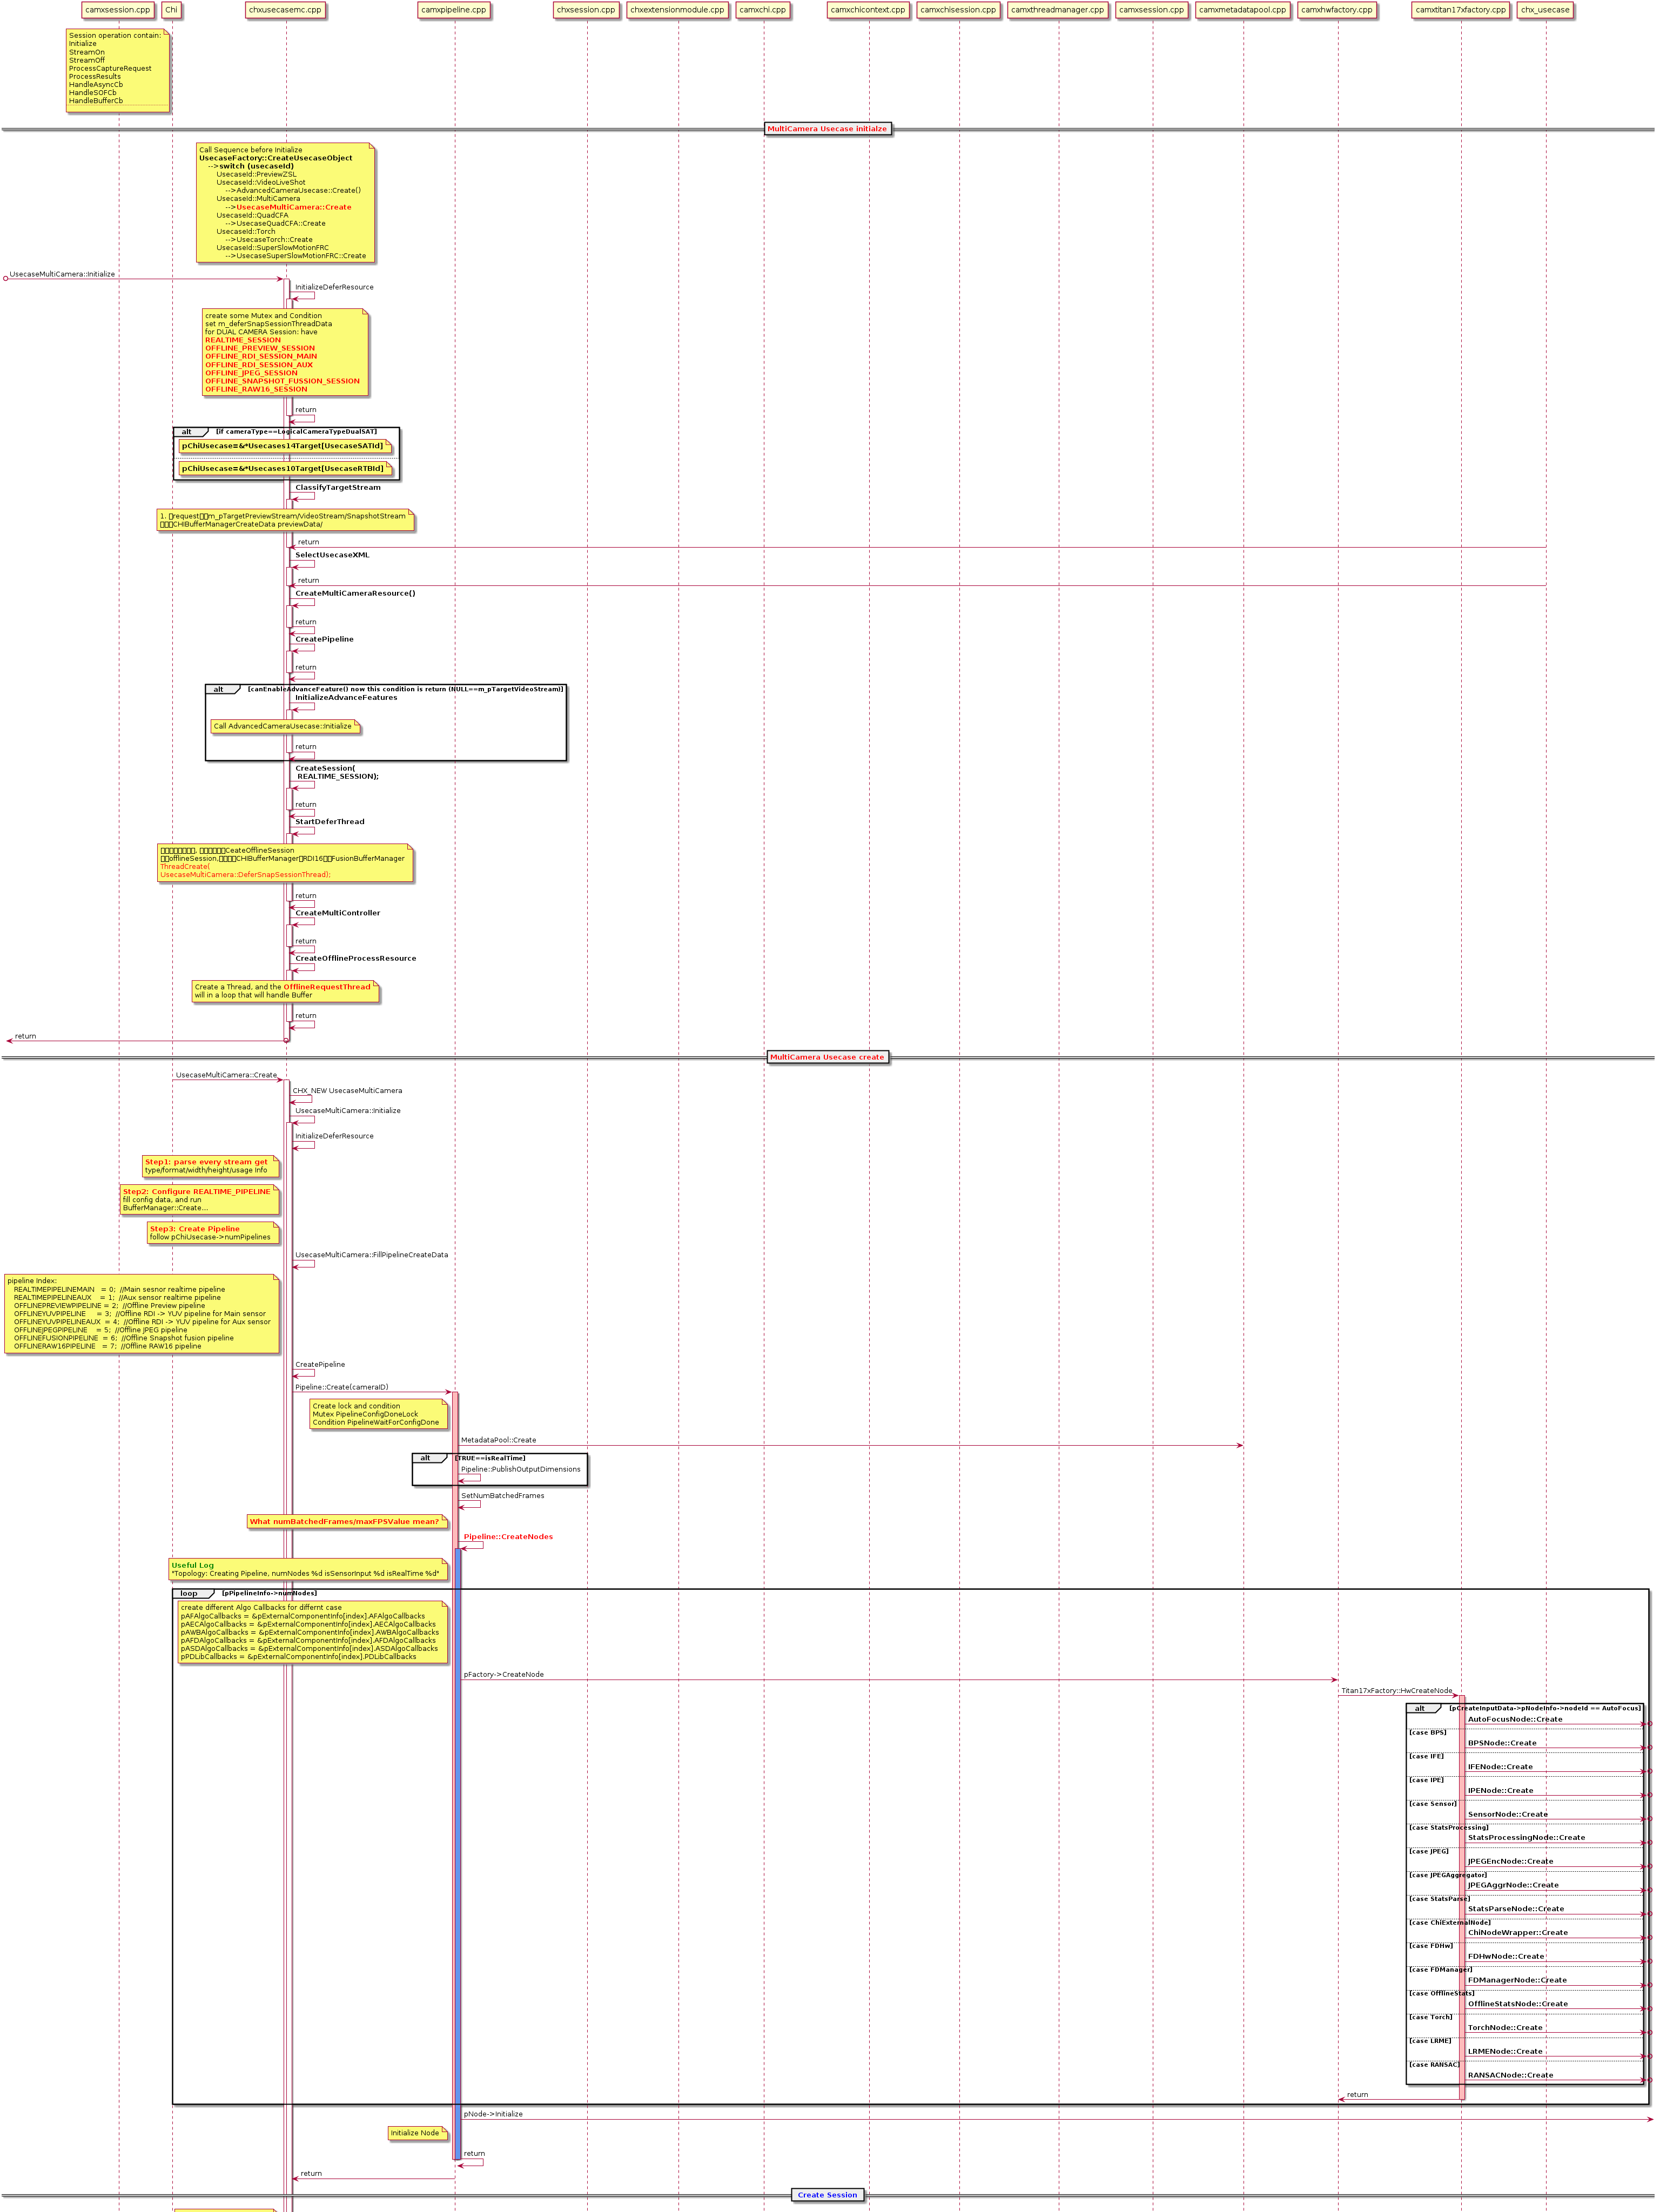 camxsession.cpp
Chi
chxusecasemc.cpp
camxpipelne.cpp
chxsession.cpp
chxextensionmodule.cpp
camxchi.cpp
camxchicontext.cpp
camxchisession.cpp
camxthreadmanager.cpp
camxsession.cpp
camxmetadatapool.cpp
camxhwfactory.cpp
camxtitan17xfactory.cpp
chx_usecase
Session operation contain:
Initialize
StreamOn
StreamOff
ProcessCaptureRequest
ProcessResults
HandleAsyncCb
HandleSOFCb
HandleBufferCb
MultiCamera Usecase initialze
Call Sequence before Initialize
UsecaseFactory::CreateUsecaseObject
-->switch (usecaseId)
UsecaseId::PreviewZSL
UsecaseId::VideoLiveShot
-->AdvancedCameraUsecase::Create()
UsecaseId::MultiCamera
-->UsecaseMultiCamera::Create
UsecaseId::QuadCFA
-->UsecaseQuadCFA::Create
UsecaseId::Torch
-->UsecaseTorch::Create
UsecaseId::SuperSlowMotionFRC
-->UsecaseSuperSlowMotionFRC::Create
UsecaseMultiCamera::Initialize
InitializeDeferResource
create some Mutex and Condition
set m_deferSnapSessionThreadData
for DUAL CAMERA Session: have
REALTIME_SESSION
OFFLINE_PREVIEW_SESSION
OFFLINE_RDI_SESSION_MAIN
OFFLINE_RDI_SESSION_AUX
OFFLINE_JPEG_SESSION
OFFLINE_SNAPSHOT_FUSSION_SESSION
OFFLINE_RAW16_SESSION
return
alt [if cameraType==LogicalCameraTypeDualSAT]
pChiUsecase=&*Usecases14Target[UsecaseSATId]
pChiUsecase=&*Usecases10Target[UsecaseRTBId]
ClassifyTargetStream
1. request m_pTargetPreviewStream/VideoStream/SnapshotStream
CHIBufferManagerCreateData previewData/
return
SelectUsecaseXML
return
CreateMultiCameraResource()
return
CreatePipeline
return
alt [canEnableAdvanceFeature() now this condition is return (NULL==m_pTargetVideoStream)]
InitializeAdvanceFeatures
Call AdvancedCameraUsecase::Initialize
return
CreateSession(
REALTIME_SESSION);
return
StartDeferThread
, CeateOfflineSession
offlineSession, CHIBufferManager RDI16 FusionBufferManager
ThreadCreate(
UsecaseMultiCamera::DeferSnapSessionThread);
return
CreateMultiController
return
CreateOfflineProcessResource
Create a Thread, and the OfflineRequestThread
will in a loop that will handle Buffer
return
return
MultiCamera Usecase create
UsecaseMultiCamera::Create
CHX_NEW UsecaseMultiCamera
UsecaseMultiCamera::Initialize
InitializeDeferResource
Step1: parse every stream get
type/format/width/height/usage Info
Step2: Configure REALTIME_PIPELINE
fill config data, and run
BufferManager::Create...
Step3: Create Pipeline
follow pChiUsecase->numPipelines
UsecaseMultiCamera::FillPipelineCreateData
pipeline Index:
REALTIMEPIPELINEMAIN = 0; //Main sesnor realtime pipeline
REALTIMEPIPELINEAUX = 1; //Aux sensor realtime pipeline
OFFLINEPREVIEWPIPELINE = 2; //Offline Preview pipeline
OFFLINEYUVPIPELINE = 3; //Offline RDI -> YUV pipeline for Main sensor
OFFLINEYUVPIPELINEAUX = 4; //Offline RDI -> YUV pipeline for Aux sensor
OFFLINEJPEGPIPELINE = 5; //Offline JPEG pipeline
OFFLINEFUSIONPIPELINE = 6; //Offline Snapshot fusion pipeline
OFFLINERAW16PIPELINE = 7; //Offline RAW16 pipeline
CreatePipeline
Pipeline::Create(cameraID)
Create lock and condition
Mutex PipelineConfigDoneLock
Condition PipelineWaitForConfigDone
MetadataPool::Create
alt [TRUE==isRealTime]
Pipeline::PublishOutputDimensions
SetNumBatchedFrames
What numBatchedFrames/maxFPSValue mean?
Pipeline::CreateNodes
Useful Log
"Topology: Creating Pipeline, numNodes %d isSensorInput %d isRealTime %d"
loop [pPipelineInfo->numNodes]
create different Algo Callbacks for differnt case
pAFAlgoCallbacks = &pExternalComponentInfo[index].AFAlgoCallbacks
pAECAlgoCallbacks = &pExternalComponentInfo[index].AECAlgoCallbacks
pAWBAlgoCallbacks = &pExternalComponentInfo[index].AWBAlgoCallbacks
pAFDAlgoCallbacks = &pExternalComponentInfo[index].AFDAlgoCallbacks
pASDAlgoCallbacks = &pExternalComponentInfo[index].ASDAlgoCallbacks
pPDLibCallbacks = &pExternalComponentInfo[index].PDLibCallbacks
pFactory->CreateNode
Titan17xFactory::HwCreateNode
alt [pCreateInputData->pNodeInfo->nodeId == AutoFocus]
AutoFocusNode::Create
[case BPS]
BPSNode::Create
[case IFE]
IFENode::Create
[case IPE]
IPENode::Create
[case Sensor]
SensorNode::Create
[case StatsProcessing]
StatsProcessingNode::Create
[case JPEG]
JPEGEncNode::Create
[case JPEGAggregator]
JPEGAggrNode::Create
[case StatsParse]
StatsParseNode::Create
[case ChiExternalNode]
ChiNodeWrapper::Create
[case FDHw]
FDHwNode::Create
[case FDManager]
FDManagerNode::Create
[case OfflineStats]
OfflineStatsNode::Create
[case Torch]
TorchNode::Create
[case LRME]
LRMENode::Create
[case RANSAC]
RANSACNode::Create
return
pNode->Initialize
Initialize Node
return
return
Create Session